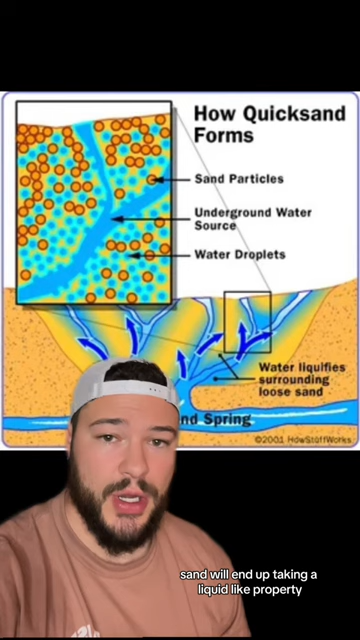 How Quicksand
Forms
Sand Particles
Underground Water
Source
Water Droplets
Water liquifies
surrounding
loose sand
nd Spring
©2001 HowStuffWorks
sand will end up taking a
liquid like property